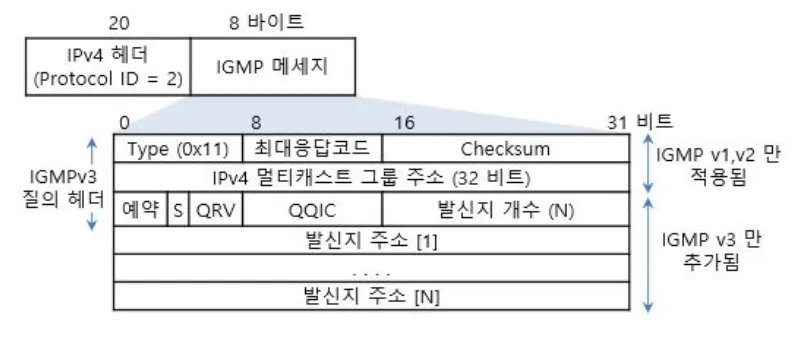 20 8 바이트
IPv4 헤더
(Protocol ID = 2)
IGMP 메세지
0 8 16 31 비트
IGMPv3
질의 헤더
Type (0x11) 최대응답코드 Checksum
IPv4 멀티캐스트 그룹 주소 (32 비트)
IGMP v1,v2 만
적용됨
예약 S QRV QQIC 발신지 개수 (N)
발신지 주소 [1]
. . . .
발신지 주소 [N]
IGMP v3 만
추가됨